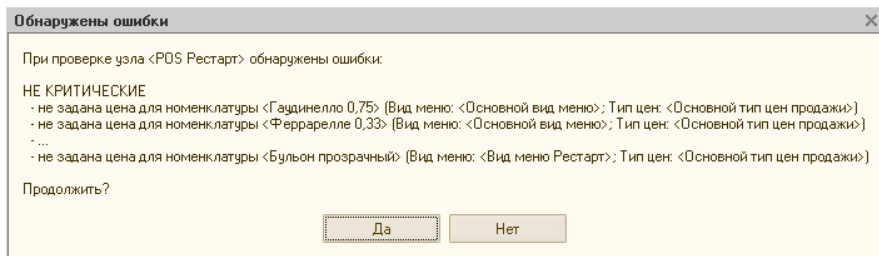 Обнаружены ошибки
При проверке узла <POS Рестарт> обнаружены ошибки:
НЕ КРИТИЧЕСКИЕ
- не задана цена для номенклатуры <Гаудинелло 0,75> (Вид меню: <Основной вид меню>; Тип цен: <Основной тип цен продажи>)
- не задана цена для номенклатуры <Феррарелле 0,33> (Вид меню: <Основной вид меню>; Тип цен: <Основной тип цен продажи>)
- ...
- не задана цена для номенклатуры <Бульон прозрачный> (Вид меню: <Вид меню Рестарт>; Тип цен: <Основной тип цен продажи>)
Продолжить?
Да
Нет